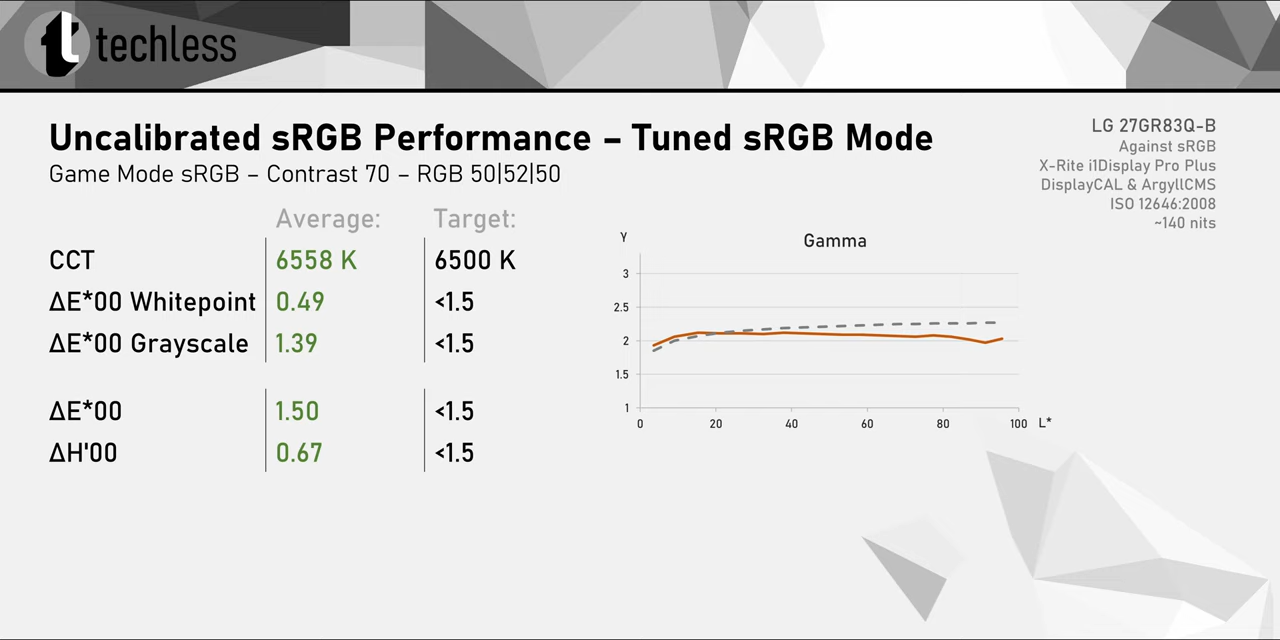 techless
Uncalibrated sRGB Performance – Tuned sRGB Mode
Game Mode sRGB – Contrast 70 – RGB 50|52|50
LG 27GR83Q-B
Against sRGB
X-Rite i1Display Pro Plus
DisplayCAL & ArgyllCMS
ISO 12646:2008
~140 nits
Average: Target:
CCT 6558 K 6500 K
ΔE*00 Whitepoint 0.49 <1.5
ΔE*00 Grayscale 1.39 <1.5
ΔE*00 1.50 <1.5
ΔH'00 0.67 <1.5
Gamma
Y
3
2.5
2
1.5
1
0 20 40 60 80 100 L*